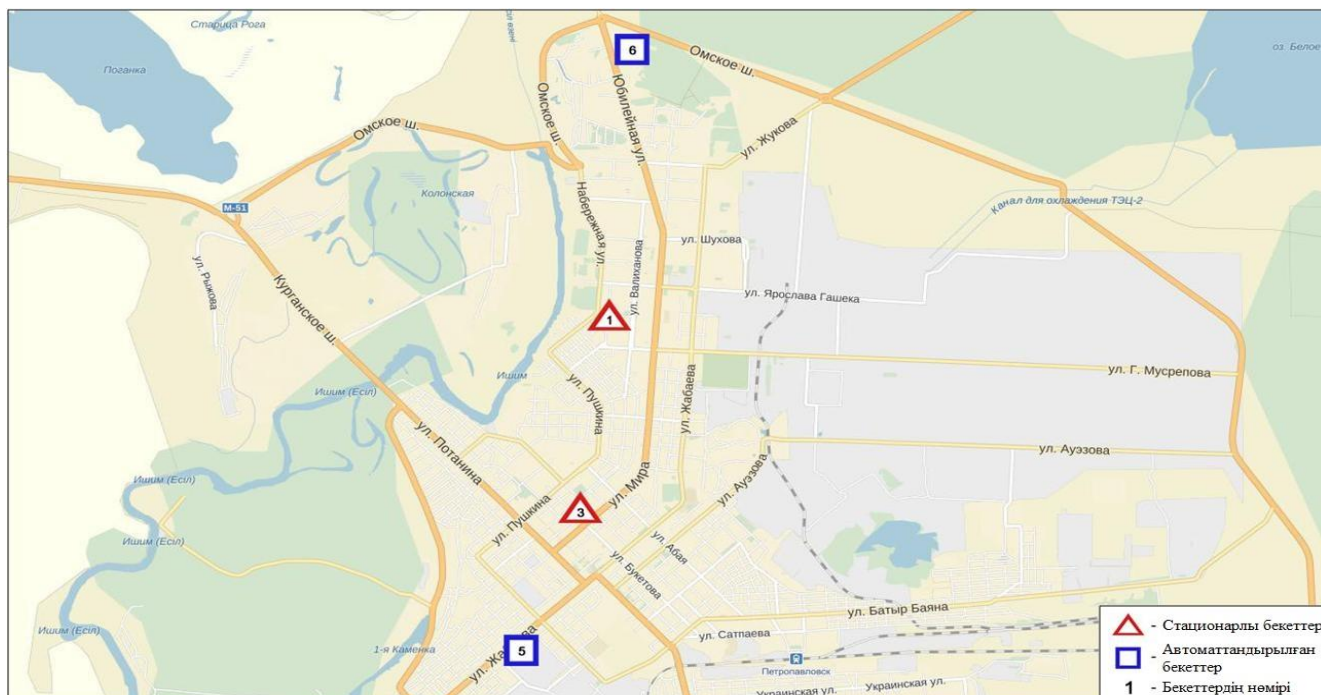 Старица Рога
Поганка
6
Омское ш.
оз. Белое
Юбилейная ул.
Омское ш.
Омское ш.
ул. Жукова
Колонская
М-51
Канал для охлаждения ТЭЦ-2
Набережная ул.
ул. Рыжова
ул. Шухова
ул. Валиханова
Курганское ш.
ул. Ярослава Гашека
1
Ишим
ул. Г. Мусрепова
Ишим (Есіл)
ул. Пушкина
ул. Жабаева
ул. Потанина
ул. Ауэзова
ул. Мира
ул. Ауэзова
Ишим (Есіл)
ул. Пушкина
3
Ишим (Есіл)
ул. Абая
ул. Букетова
ул. Батыр Баяна
Ишим (Есіл)
1-я Каменка
5
ул. Сатпаева
Петропавловск
Украинская ул.
Украинская ул.
- Стационарлы бекеттер
- Автоматтандырылған
бекеттер
1 - Бекеттердің нөмірі